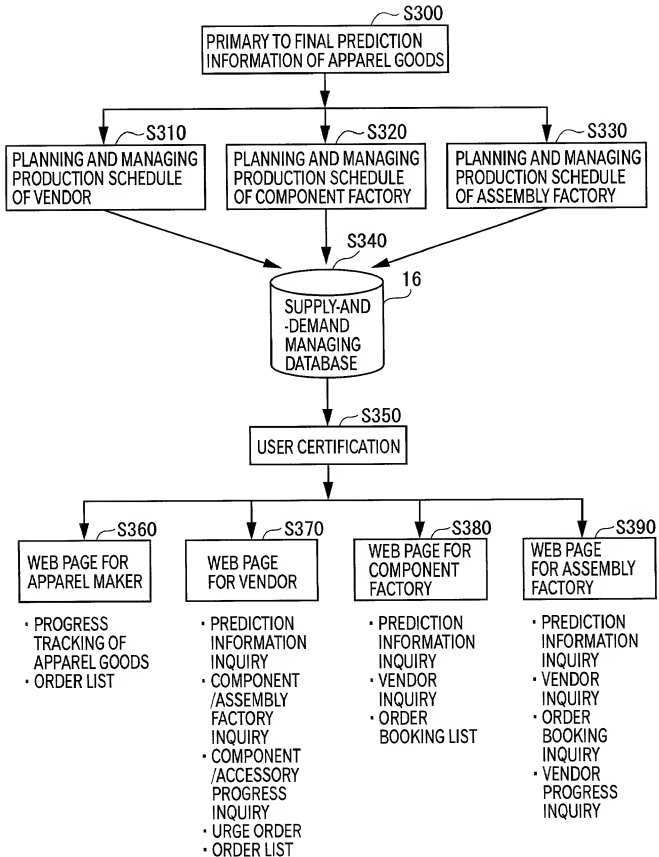 S300
PRIMARY TO FINAL PREDICTION
INFORMATION OF APPAREL GOODS
S310
PLANNING AND MANAGING
PRODUCTION SCHEDULE
OF VENDOR
S320
PLANNING AND MANAGING
PRODUCTION SCHEDULE
OF COMPONENT FACTORY
S330
PLANNING AND MANAGING
PRODUCTION SCHEDULE
OF ASSEMBLY FACTORY
S340
16
SUPPLY-AND
-DEMAND
MANAGING
DATABASE
S350
USER CERTIFICATION
S360
WEB PAGE FOR
APPAREL MAKER
· PROGRESS
TRACKING OF
APPAREL GOODS
· ORDER LIST
S370
WEB PAGE
FOR VENDOR
· PREDICTION
INFORMATION
INQUIRY
· COMPONENT
/ASSEMBLY
FACTORY
INQUIRY
· COMPONENT
/ACCESSORY
PROGRESS
INQUIRY
· URGE ORDER
· ORDER LIST
S380
WEB PAGE FOR
COMPONENT
FACTORY
· PREDICTION
INFORMATION
INQUIRY
· VENDOR
INQUIRY
· ORDER
BOOKING LIST
S390
WEB PAGE
FOR ASSEMBLY
FACTORY
· PREDICTION
INFORMATION
INQUIRY
· VENDOR
INQUIRY
· ORDER
BOOKING
INQUIRY
· VENDOR
PROGRESS
INQUIRY